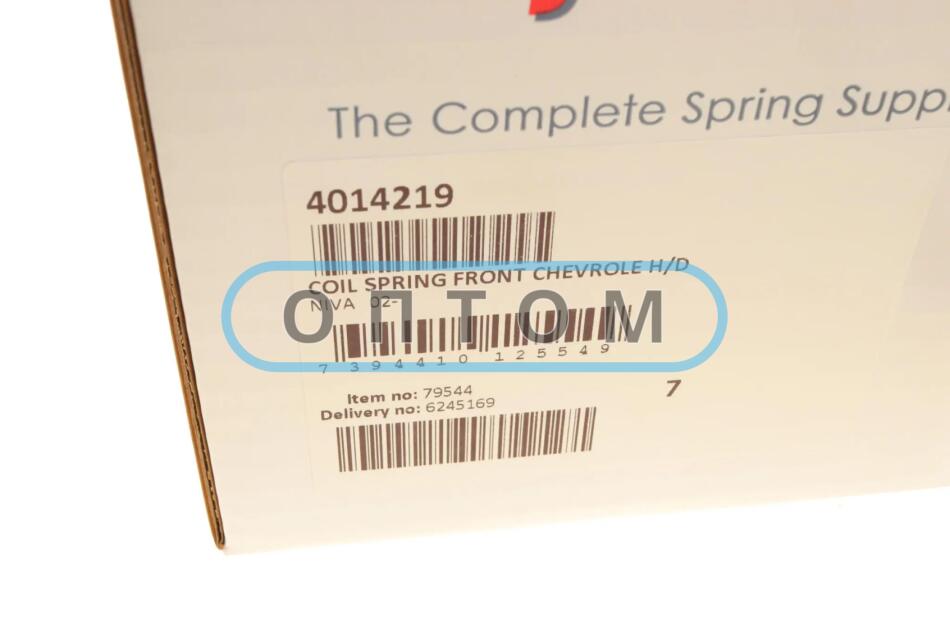 The Complete Spring
4014219
COIL SPRING FRONT CHEVROLE H/D
NIVA 02-
ОПТОМ
7 394410 125549
Item no: 79544
7
Delivery no: 6245169